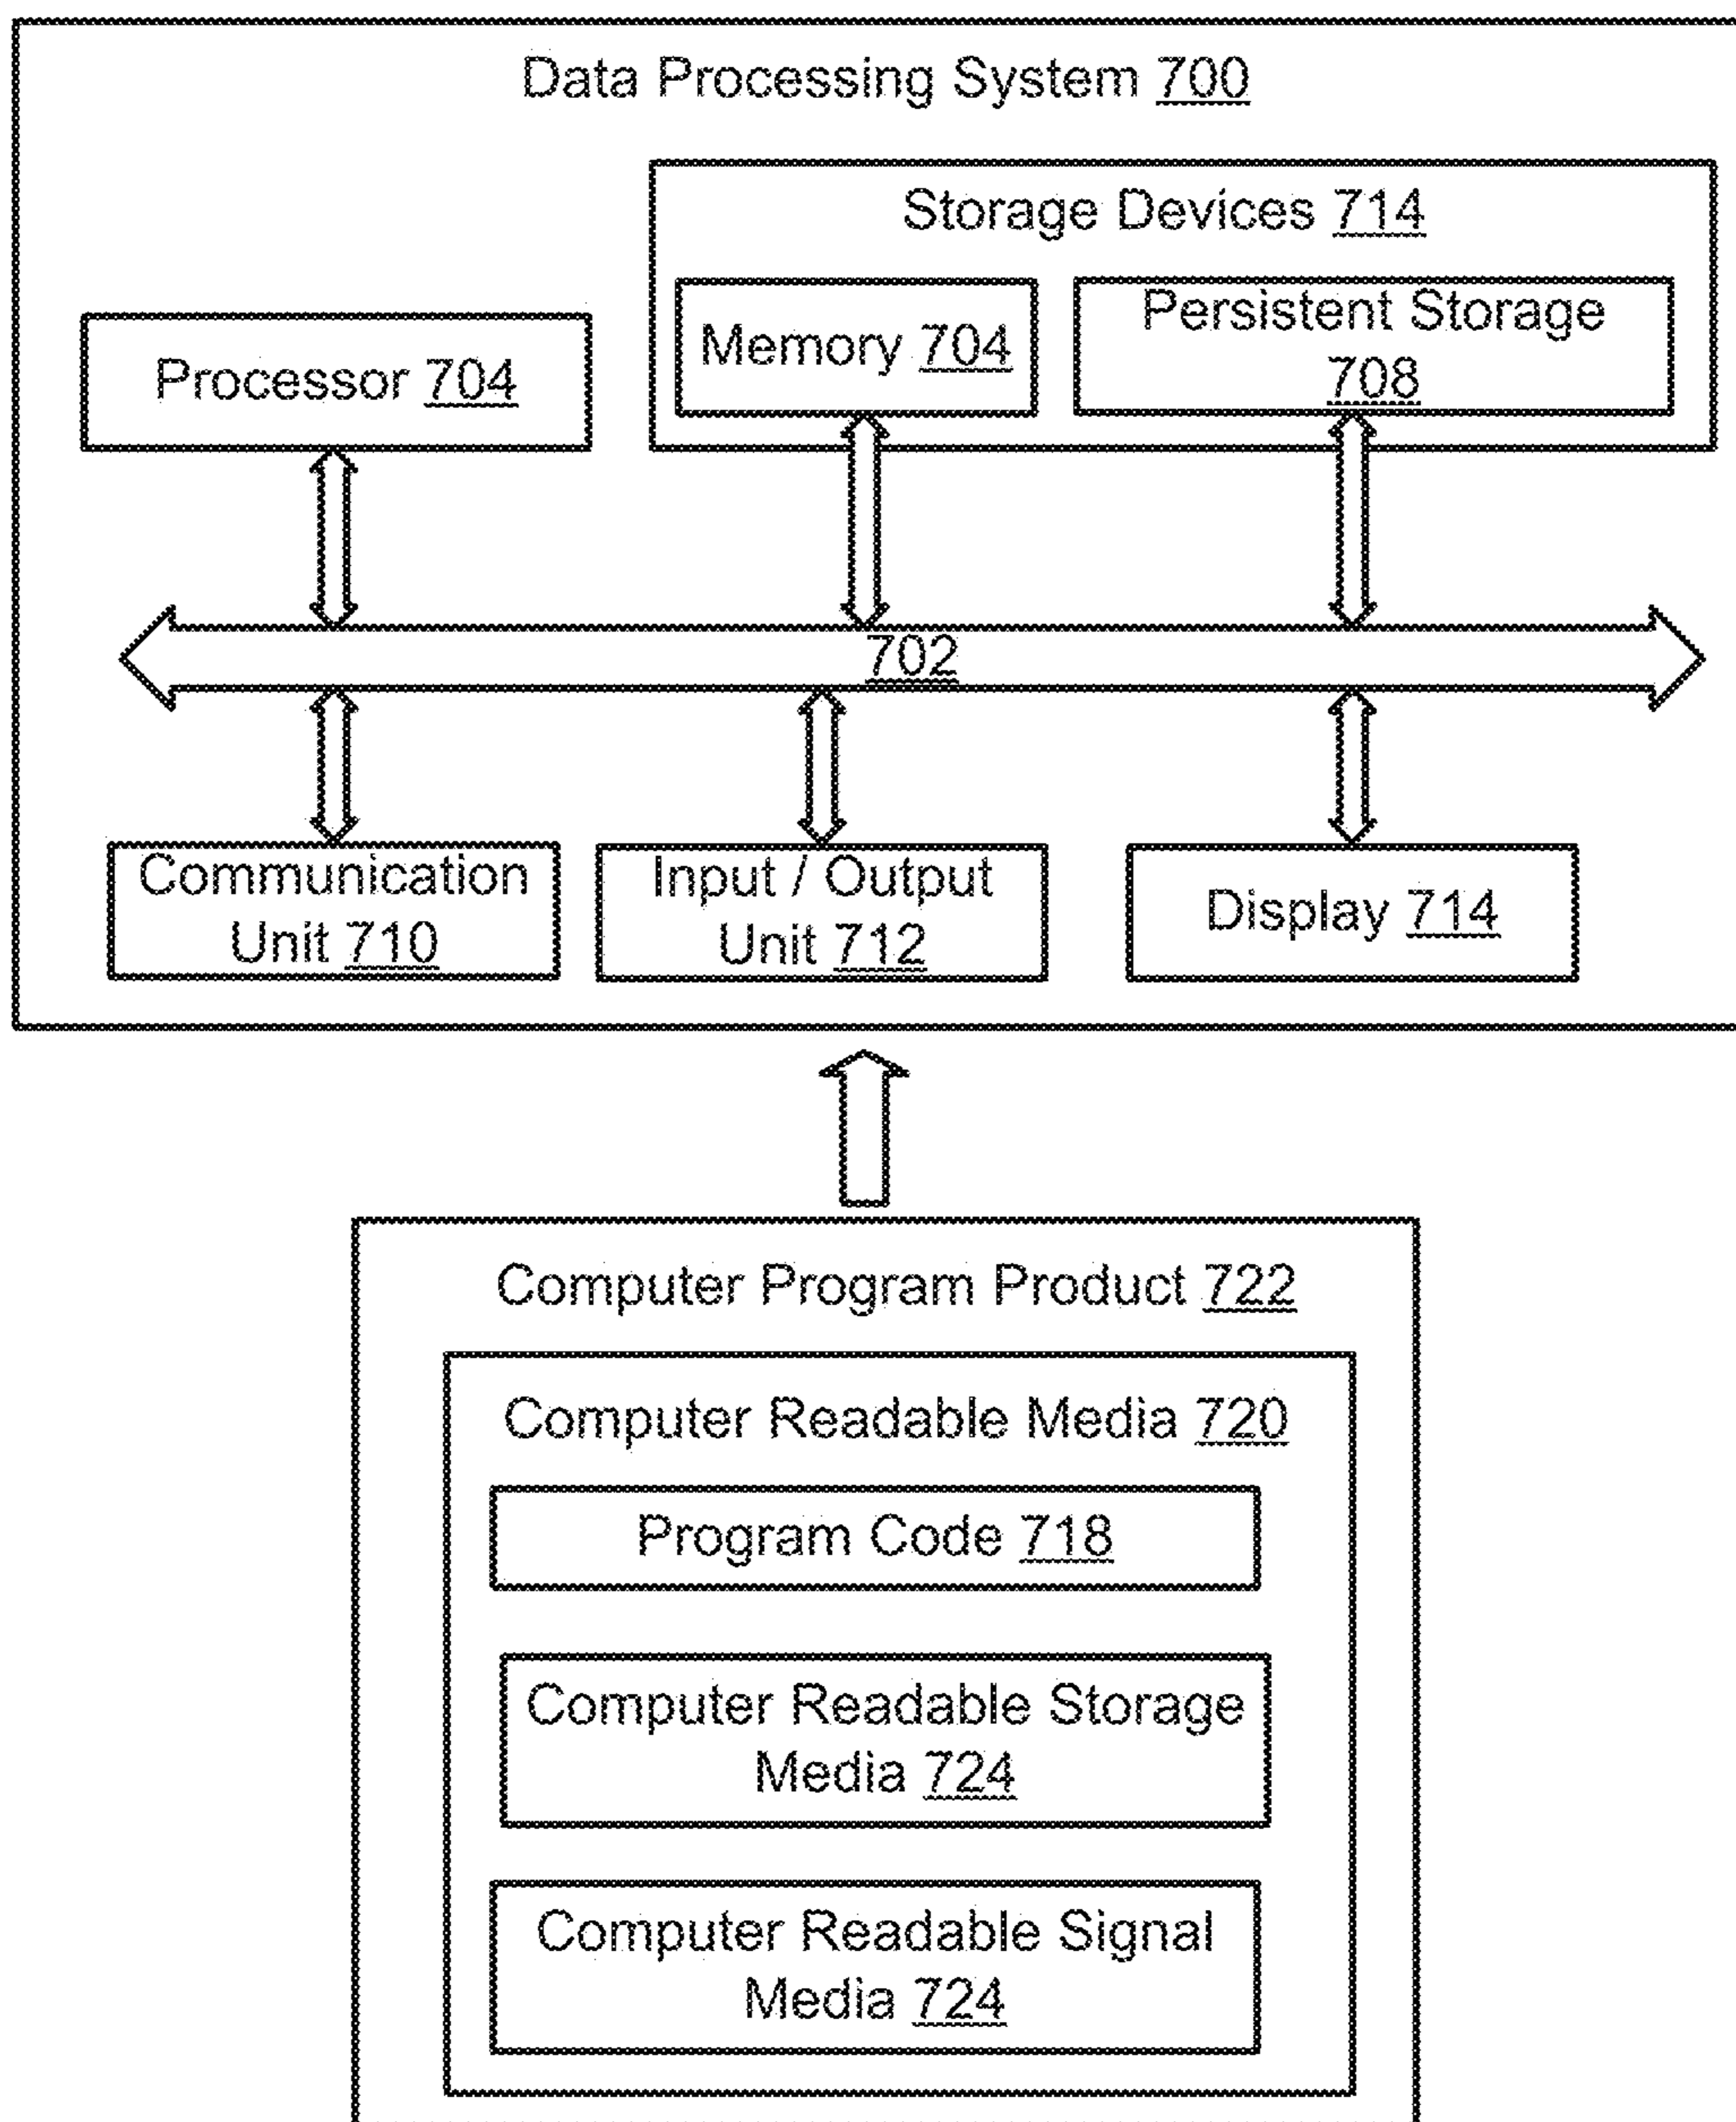 Data Processing System 700
Storage Devices 714
Processor 704
Memory 704
Persistent Storage
708
702
Communication
Unit 710
Input / Output
Unit 712
Display 714
Computer Program Product 722
Computer Readable Media 720
Program Code 718
Computer Readable Storage
Media 724
Computer Readable Signal
Media 724